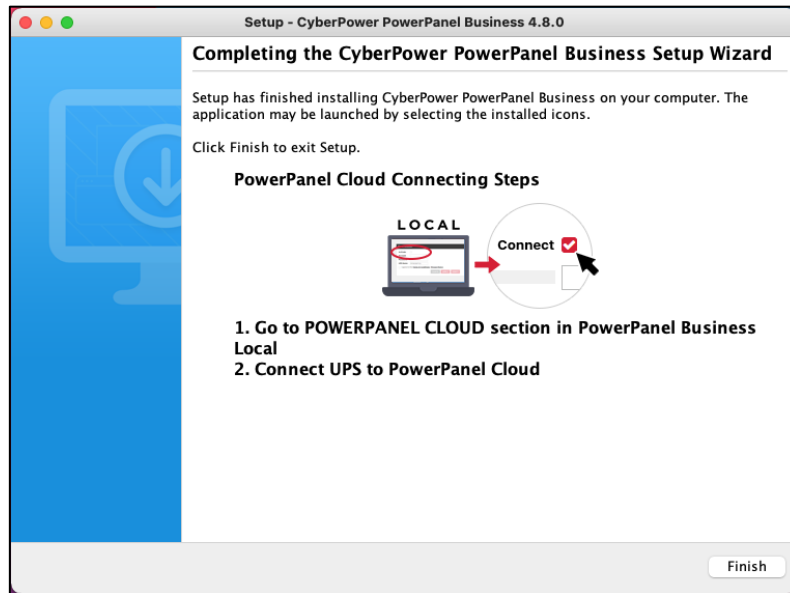 Setup - CyberPower PowerPanel Business 4.8.0
Completing the CyberPower PowerPanel Business Setup Wizard
Setup has finished installing CyberPower PowerPanel Business on your computer. The
application may be launched by selecting the installed icons.
Click Finish to exit Setup.
PowerPanel Cloud Connecting Steps
LOCAL
Connect
1. Go to POWERPANEL CLOUD section in PowerPanel Business
Local
2. Connect UPS to PowerPanel Cloud
Finish